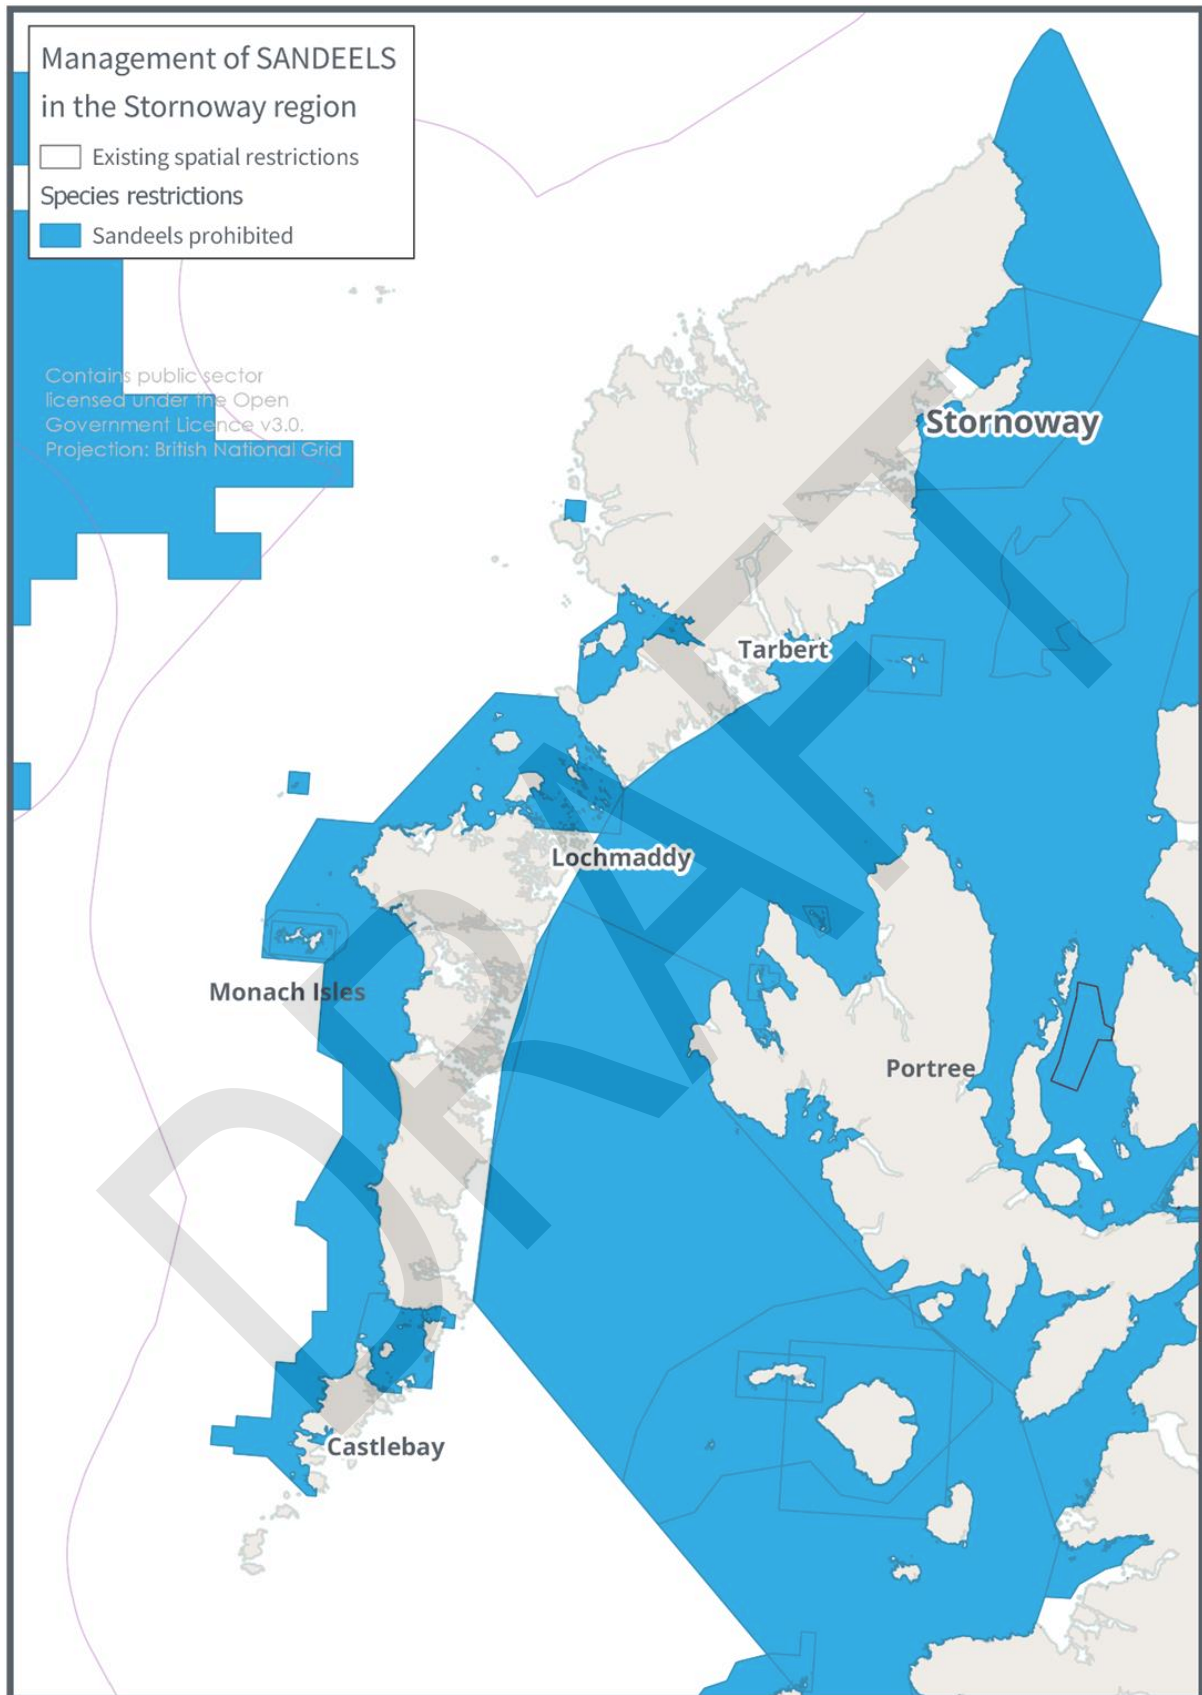 Management of SANDEELS
in the Stornoway region
Existing spatial restrictions
Species restrictions
Sandeels prohibited
Contains public sector
licensed under the Open
Government Licence v3.0.
Projection: British National Grid
Stornoway
Tarbert
Lochmaddy
Monach Isles
Portree
Castlebay
DRAFT